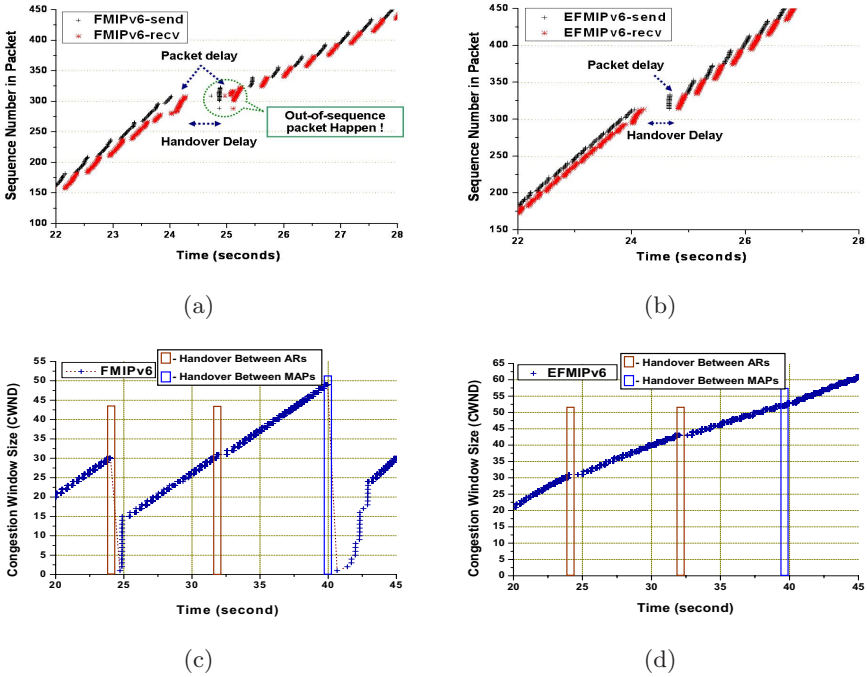 FMIPv6-send
FMIPv6-recv
Packet delay
Out-of-sequence
packet Happen !
Handover Delay
Sequence Number in Packet
450
400
350
300
250
200
150
100
22 23 24 25 26 27 28
Time (seconds)
(a)
EFMIPv6-send
EFMIPv6-recv
Packet delay
Handover Delay
Sequence Number in Packet
450
400
350
300
250
200
150
22 24 26 28
Time (seconds)
(b)
FMIPv6
- Handover Between ARs
- Handover Between MAPs
Congestion Window Size (CWND)
55
50
45
40
35
30
25
20
15
10
5
0
20 25 30 35 40 45
Time (second)
(c)
EFMIPv6
- Handover Between ARs
- Handover Between MAPs
Congestion Window Size (CWND)
65
60
55
50
45
40
35
30
25
20
15
10
5
0
20 25 30 35 40 45
Time (second)
(d)